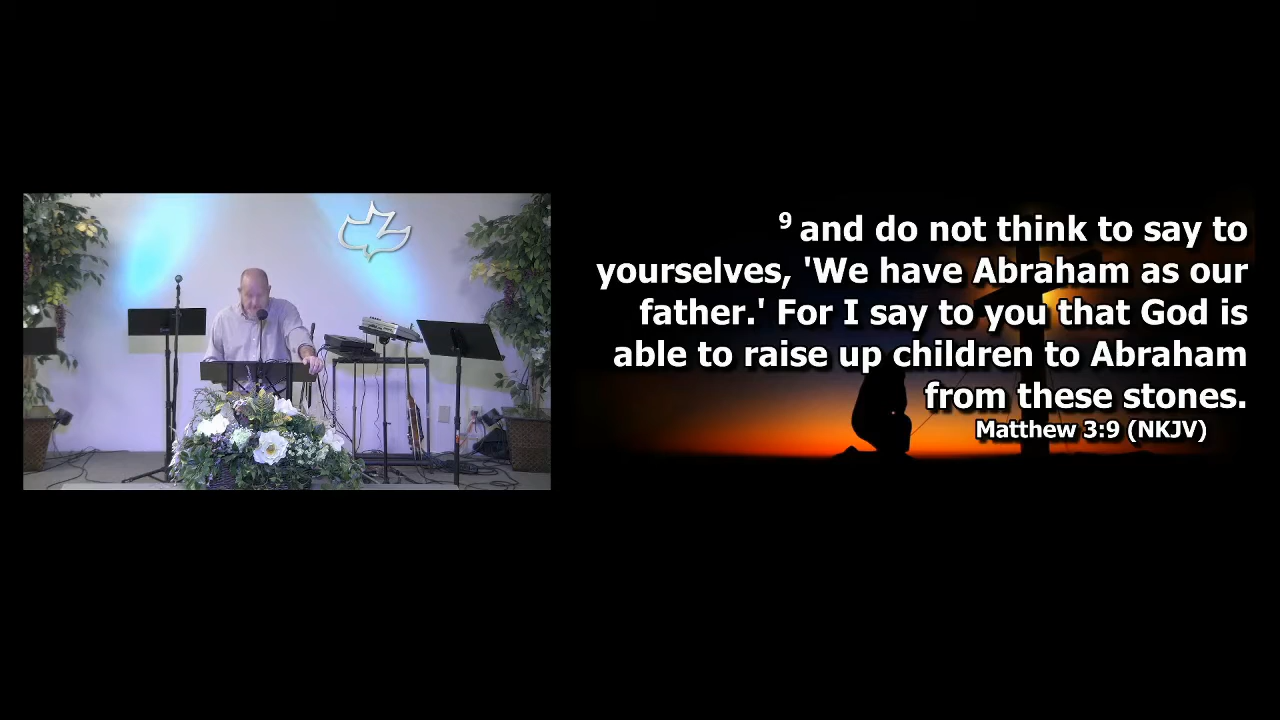 9 and do not think to say to
yourselves, 'We have Abraham as our
father.' For I say to you that God is
able to raise up children to Abraham
from these stones.
Matthew 3:9 (NKJV)